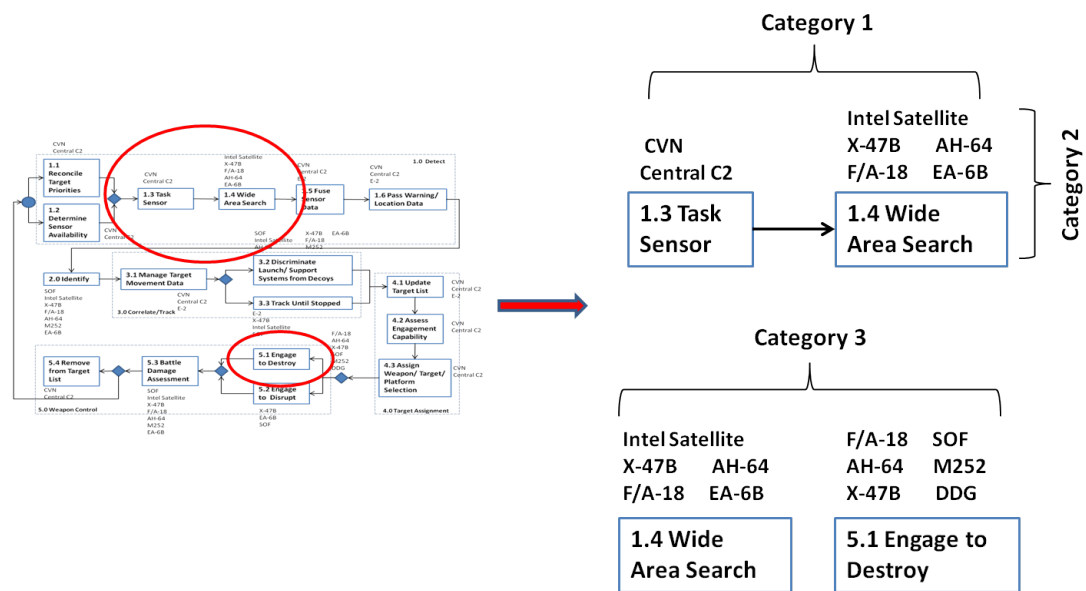 CVN
Central C2
1.0 Detect
1.1
Reconcile
Target
Priorities
1.2
Determine
Sensor
Availability
CVN
Central C2
CVN
Central C2
1.3 Task
Sensor
Intel Satellite
X-47B
F/A-18
AH-64
EA-6B
1.4 Wide
Area Search
CVN
Central C2
1.5 Fuse
Sensor
Data
CVN
Central C2
E-2
1.6 Pass Warning/
Location Data
SOF
Intel Satellite
X-47B
F/A-18
M252
EA-6B
2.0 Identify
SOF
Intel Satellite
X-47B
F/A-18
AH-64
M252
EA-6B
3.1 Manage Target
Movement Data
CVN
Central C2
E-2
3.0 Correlate/Track
3.2 Discriminate
Launch/ Support
Systems from Decoys
3.3 Track Until Stopped
E-2
X-47B
Intel Satellite
4.1 Update
Target List
CVN
Central C2
E-2
4.2 Assess
Engagement
Capability
CVN
Central C2
4.3 Assign
Weapon/ Target/
Platform
Selection
CVN
Central C2
4.0 Target Assignment
F/A-18
AH-64
X-47B
SOF
M252
DDG
5.1 Engage
to Destroy
5.2 Engage
to Disrupt
X-47B
EA-6B
SOF
5.3 Battle
Damage
Assessment
SOF
Intel Satellite
X-47B
F/A-18
AH-64
M252
EA-6B
5.4 Remove
from Target
List
CVN
Central C2
5.0 Weapon Control
Category 1
CVN
Central C2
1.3 Task
Sensor
Intel Satellite
X-47B AH-64
F/A-18 EA-6B
1.4 Wide
Area Search
Category 2
Category 3
Intel Satellite
X-47B AH-64
F/A-18 EA-6B
1.4 Wide
Area Search
F/A-18 SOF
AH-64 M252
X-47B DDG
5.1 Engage to
Destroy